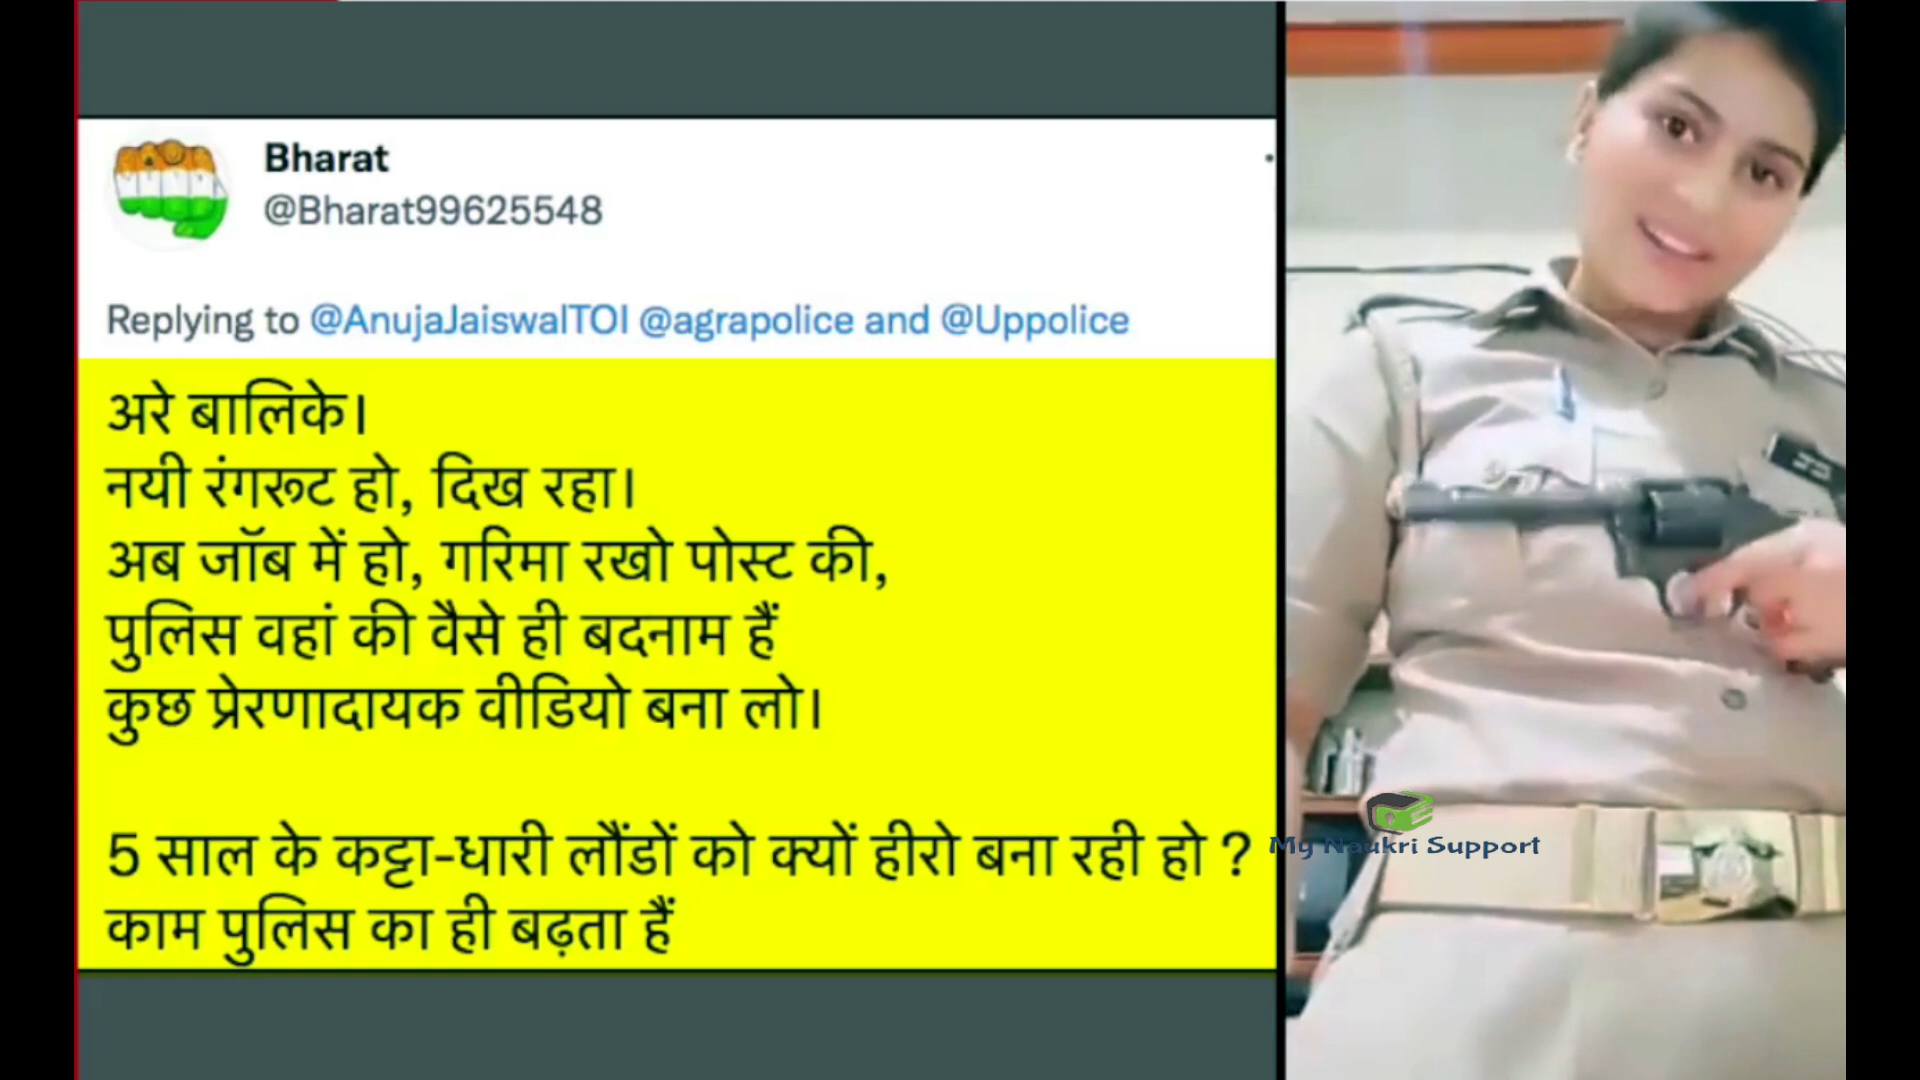 Bharat
@Bharat99625548
Replying to @AnujaJaiswalTOI @agrapolice and @Uppolice
अरे बालिके।
नयी रंगरूट हो, दिख रहा।
अब जॉब में हो, गरिमा रखो पोस्ट की,
पुलिस वहां की वैसे ही बदनाम हैं
कुछ प्रेरणादायक वीडियो बना लो।
5 साल के कट्टा-धारी लौंडों को क्यों हीरो बना रही हो ?
काम पुलिस का ही बढ़ता हैं
My Naukri Support